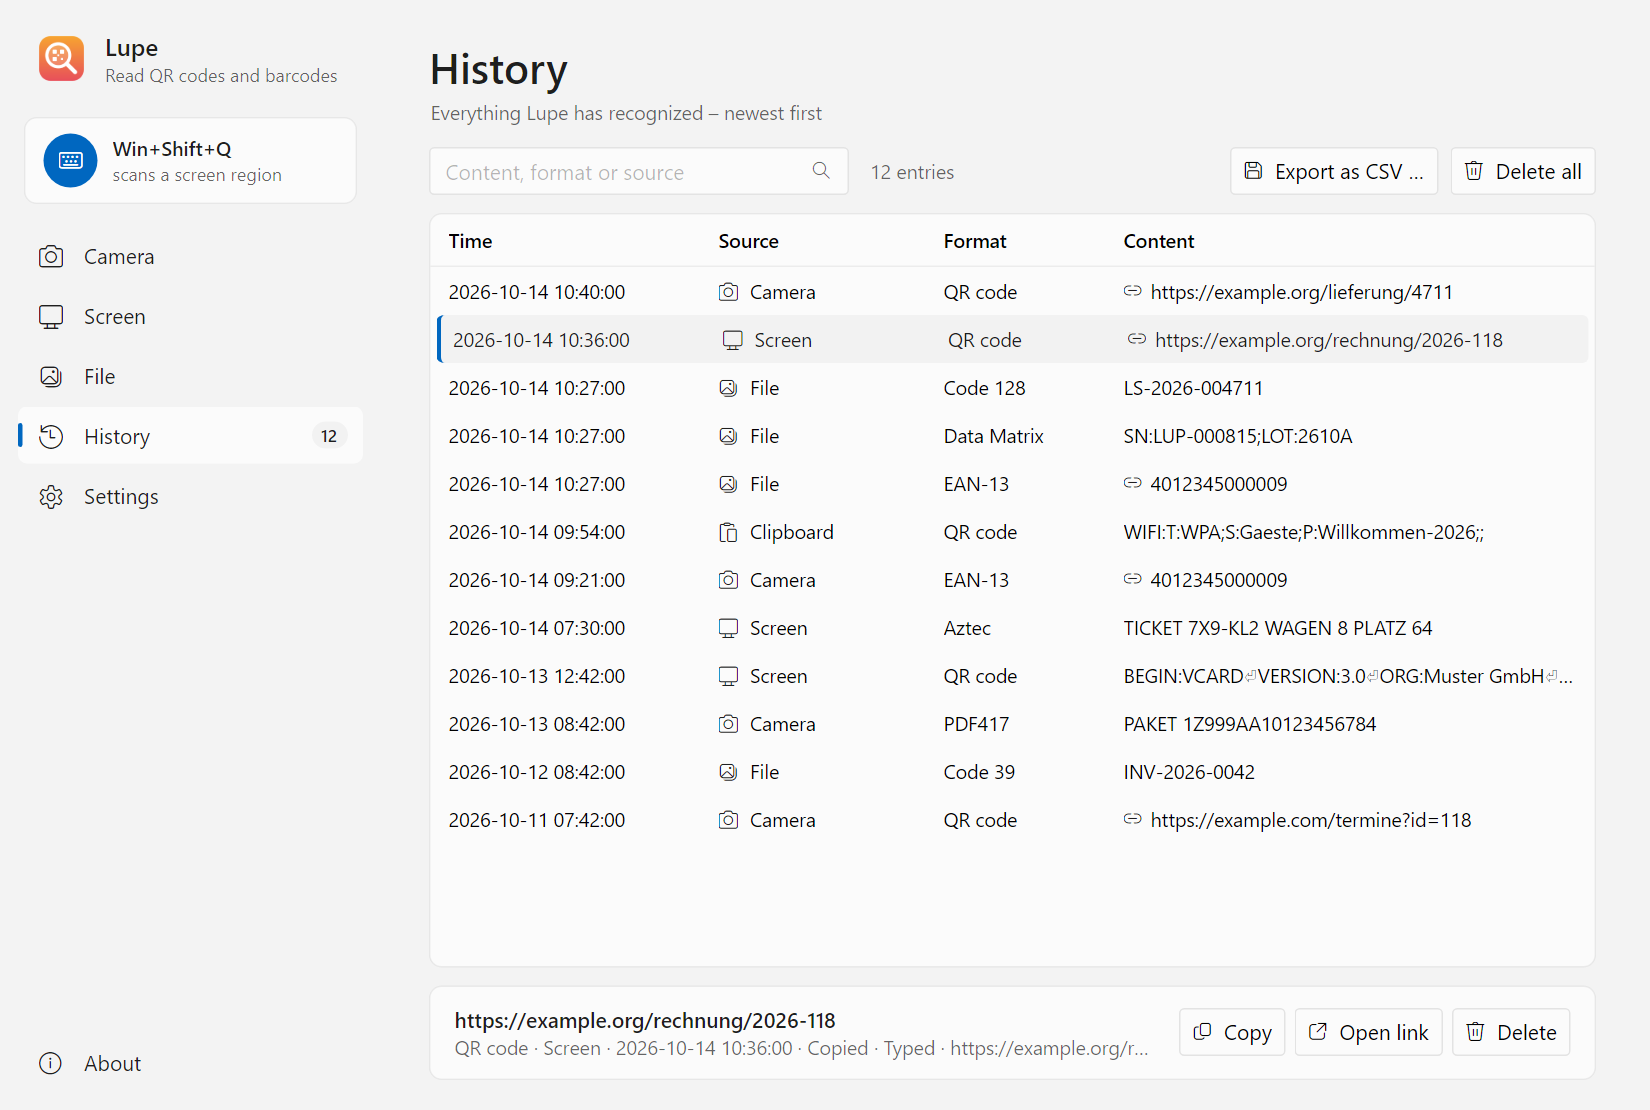 Lupe
Read QR codes and barcodes
Win+Shift+Q
scans a screen region
Camera
Screen
File
History 12
Settings
About
History
Everything Lupe has recognized – newest first
Content, format or source
12 entries
Export as CSV ...
Delete all
Time Source Format Content
2026-10-14 10:40:00 Camera QR code https://example.org/lieferung/4711
2026-10-14 10:36:00 Screen QR code https://example.org/rechnung/2026-118
2026-10-14 10:27:00 File Code 128 LS-2026-004711
2026-10-14 10:27:00 File Data Matrix SN:LUP-000815;LOT:2610A
2026-10-14 10:27:00 File EAN-13 4012345000009
2026-10-14 09:54:00 Clipboard QR code WIFI:T:WPA;S:Gaeste;P:Willkommen-2026;;
2026-10-14 09:21:00 Camera EAN-13 4012345000009
2026-10-14 07:30:00 Screen Aztec TICKET 7X9-KL2 WAGEN 8 PLATZ 64
2026-10-13 12:42:00 Screen QR code BEGIN:VCARD⏎VERSION:3.0⏎ORG:Muster GmbH⏎...
2026-10-13 08:42:00 Camera PDF417 PAKET 1Z999AA10123456784
2026-10-12 08:42:00 File Code 39 INV-2026-0042
2026-10-11 07:42:00 Camera QR code https://example.com/termine?id=118
https://example.org/rechnung/2026-118
QR code · Screen · 2026-10-14 10:36:00 · Copied · Typed · https://example.org/r...
Copy
Open link
Delete